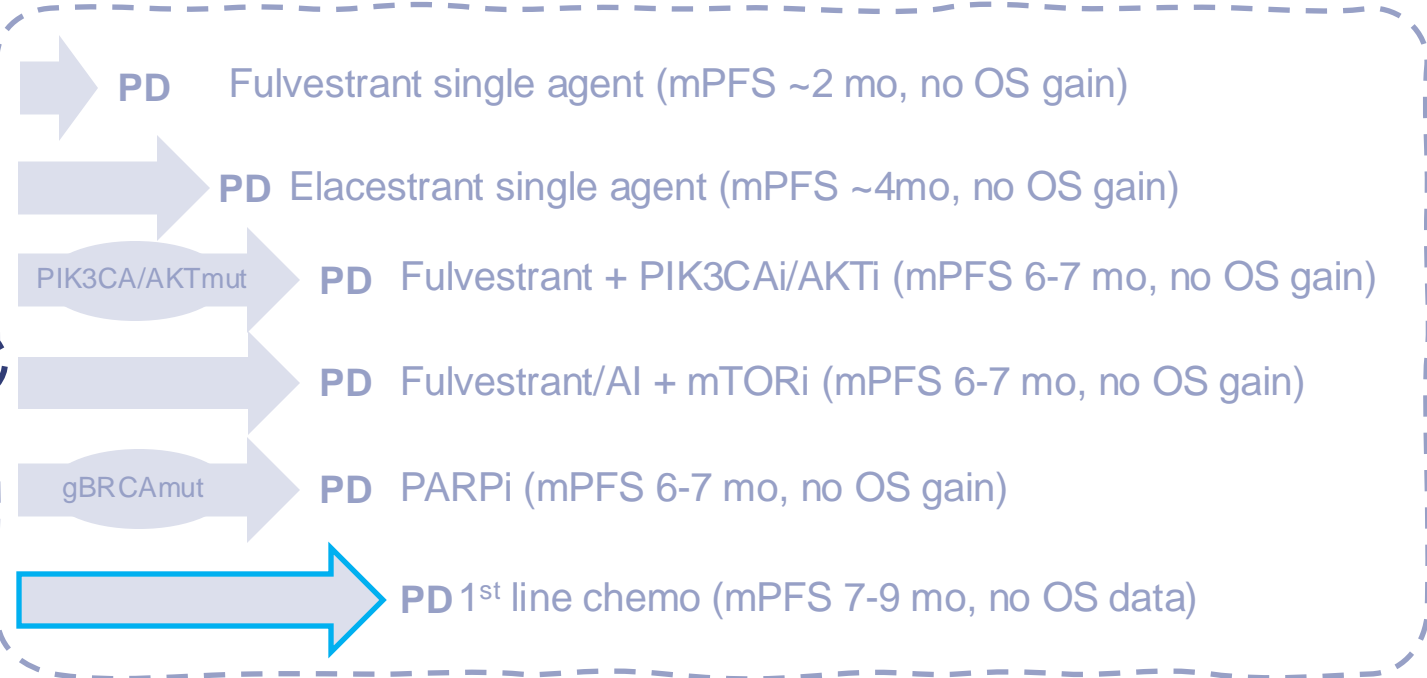 PD Fulvestrant single agent (mPFS ~2 mo, no OS gain)
PD Elacestrant single agent (mPFS ~4mo, no OS gain)
PIK3CA/AKTmut PD Fulvestrant + PIK3CAi/AKTi (mPFS 6-7 mo, no OS gain)
PD Fulvestrant/AI + mTORi (mPFS 6-7 mo, no OS gain)
gBRCAmut PD PARPi (mPFS 6-7 mo, no OS gain)
PD 1st line chemo (mPFS 7-9 mo, no OS data)